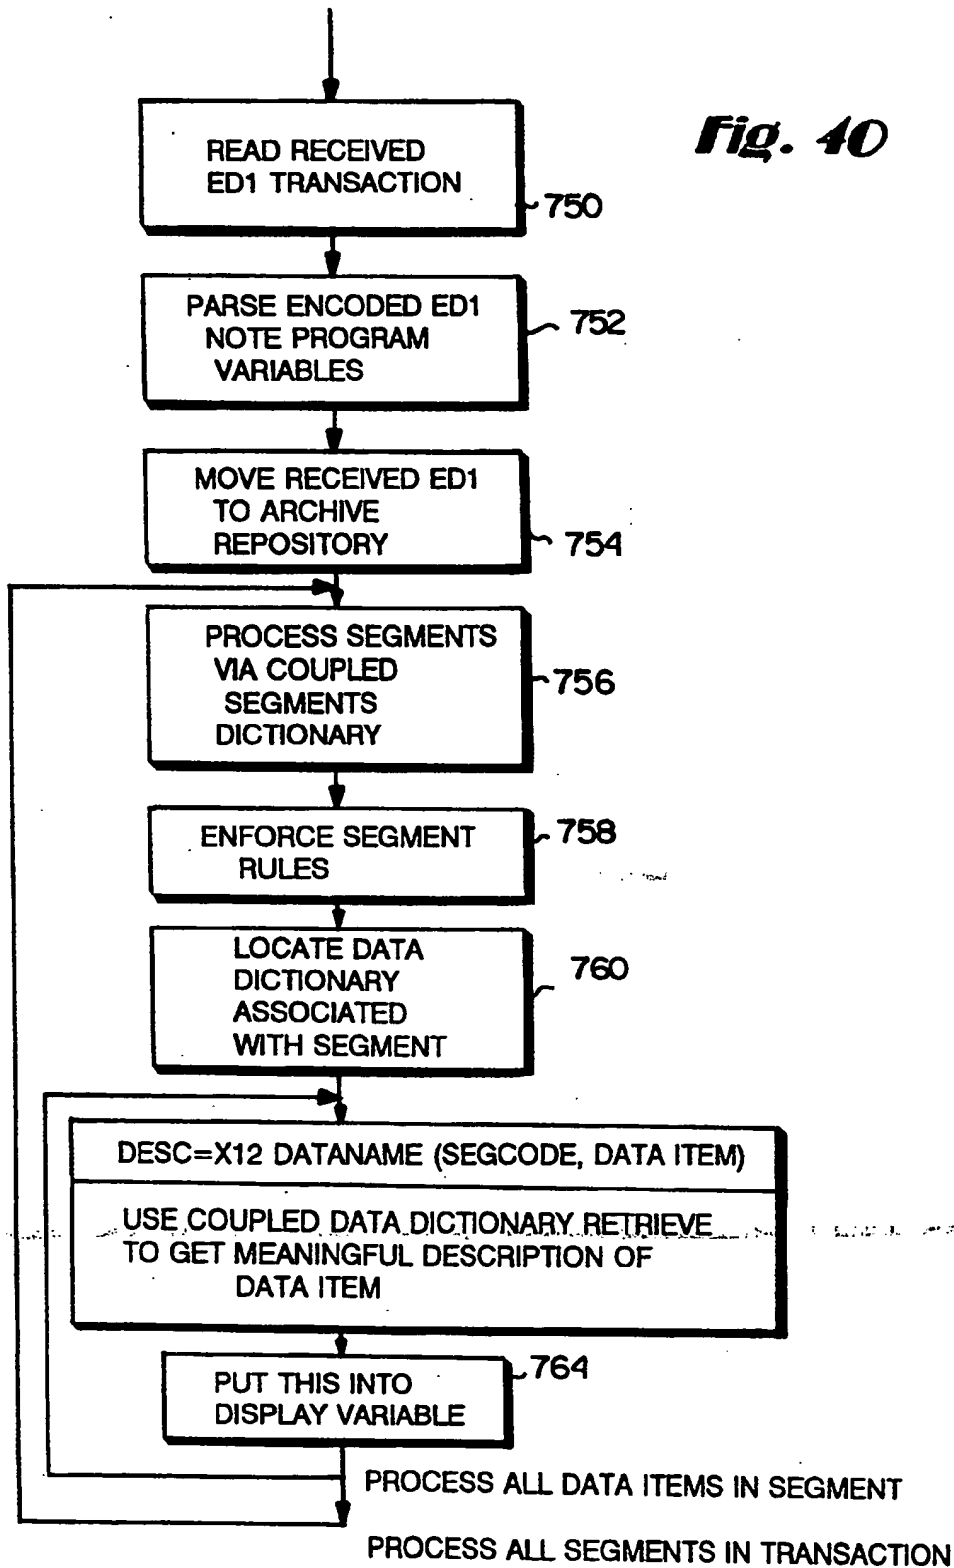 Fig. 40
READ RECEIVED
ED1 TRANSACTION
750
PARSE ENCODED ED1
NOTE PROGRAM
VARIABLES
752
MOVE RECEIVED ED1
TO ARCHIVE
REPOSITORY
754
PROCESS SEGMENTS
VIA COUPLED
SEGMENTS
DICTIONARY
756
ENFORCE SEGMENT
RULES
758
LOCATE DATA
DICTIONARY
ASSOCIATED
WITH SEGMENT
760
DESC=X12 DATANAME (SEGCODE, DATA ITEM)
USE COUPLED DATA DICTIONARY RETRIEVE
TO GET MEANINGFUL DESCRIPTION OF
DATA ITEM
PUT THIS INTO
DISPLAY VARIABLE
764
PROCESS ALL DATA ITEMS IN SEGMENT
PROCESS ALL SEGMENTS IN TRANSACTION